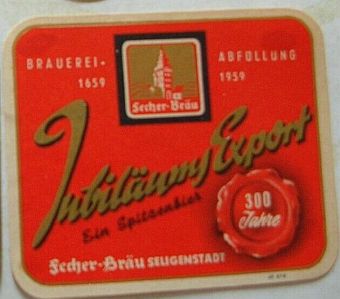 BRAUEREI-
1659
ABFÜLLUNG
1959
Fecher-Bräu
Jubiläums Export
Ein Spitzenbier
300
Jahre
Fecher-Bräu SELIGENSTADT